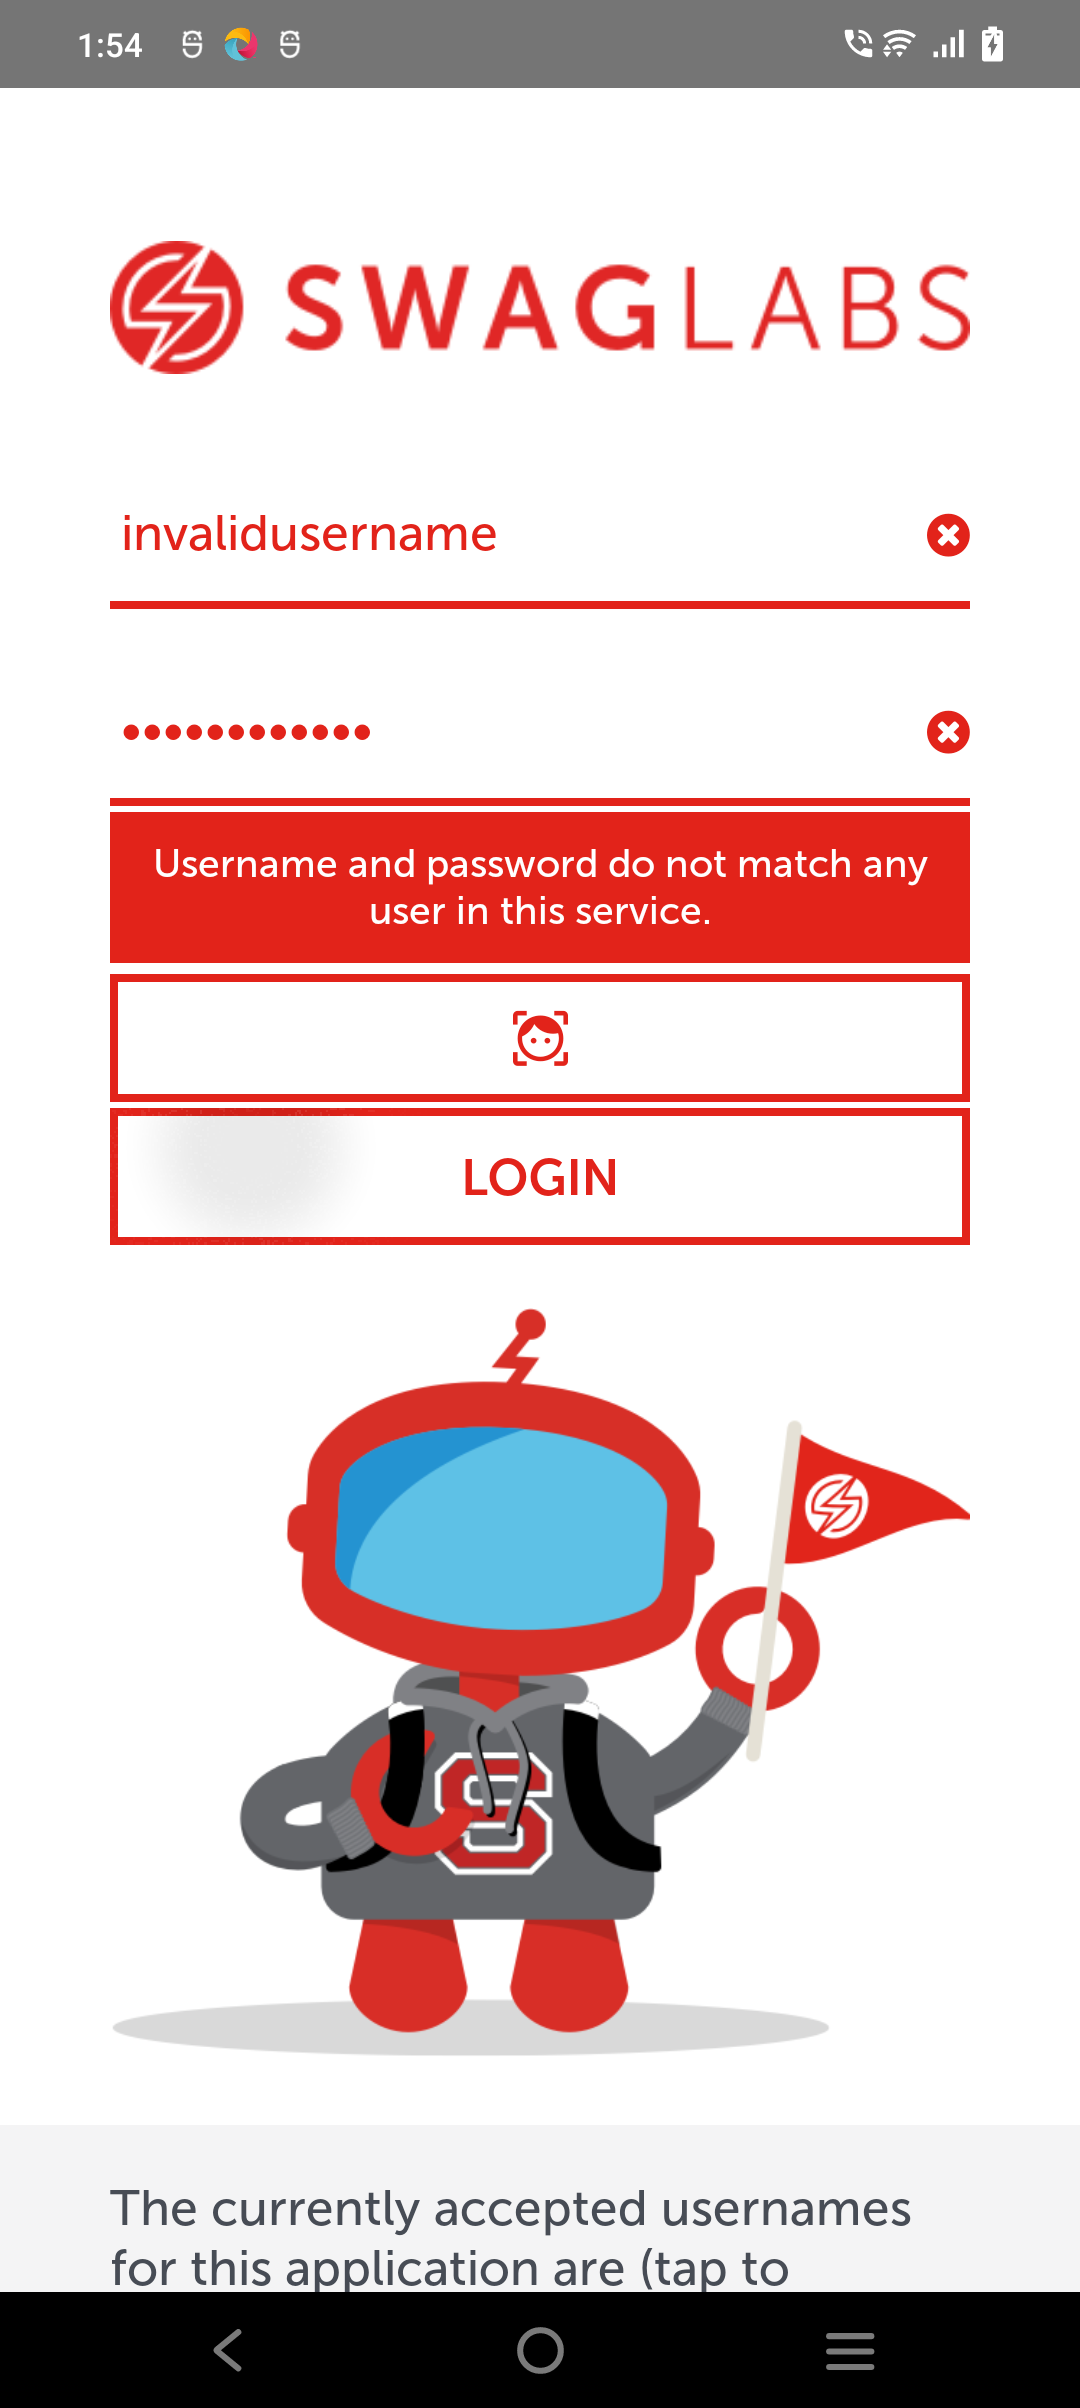 1:54
SWAGLABS
invalidusername
••••••••••••
Username and password do not match any
user in this service.
LOGIN
S
The currently accepted usernames
for this application are (tap to